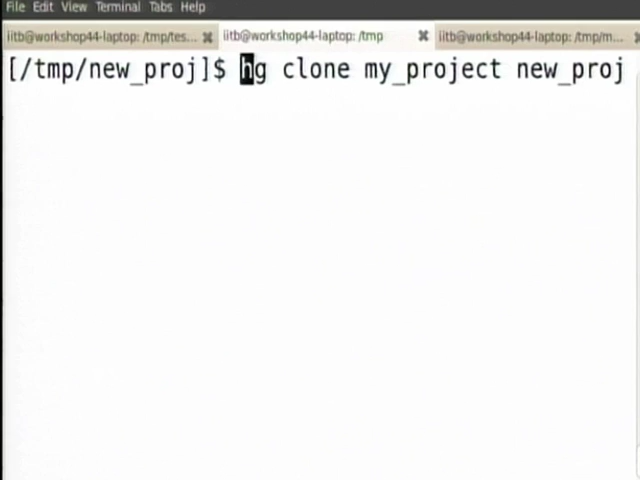 File Edit View Terminal Tabs Help
iitb@workshop44-laptop: /tmp/tes... iitb@workshop44-laptop: /tmp iitb@workshop44-laptop: /tmp/m...
[/tmp/new_proj]$ hg clone my_project new_proj